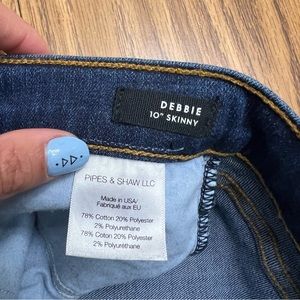 DEBBIE
10" SKINNY
PIPES & SHAW LLC
Made in USA/
Fabriqué aux EU
78% Cotton 20% Polyester
2% Polyurethane
78% Cotton 20% Polyester
2% Polyuréthane